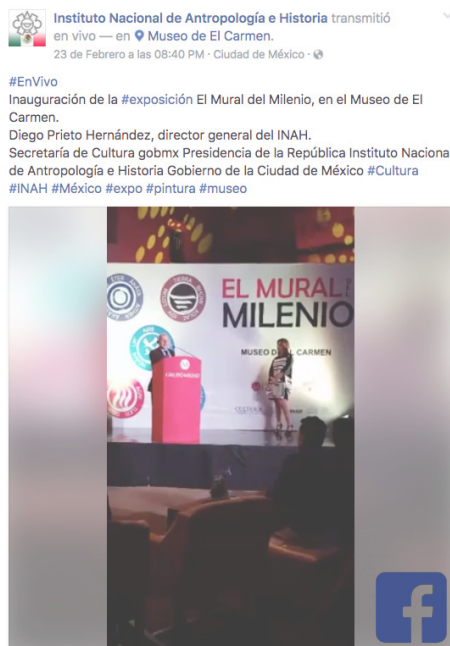 Instituto Nacional de Antropología e Historia transmitió
en vivo — en Museo de El Carmen.
23 de Febrero a las 08:40 PM · Ciudad de México ·
#EnVivo
Inauguración de la #exposición El Mural del Milenio, en el Museo de El
Carmen.
Diego Prieto Hernández, director general del INAH.
Secretaría de Cultura gobmx Presidencia de la República Instituto Naciona
de Antropología e Historia Gobierno de la Ciudad de México #Cultura
#INAH #México #expo #pintura #museo
EL MURAL DEL
MILENIO
MUSEO DE EL CARMEN